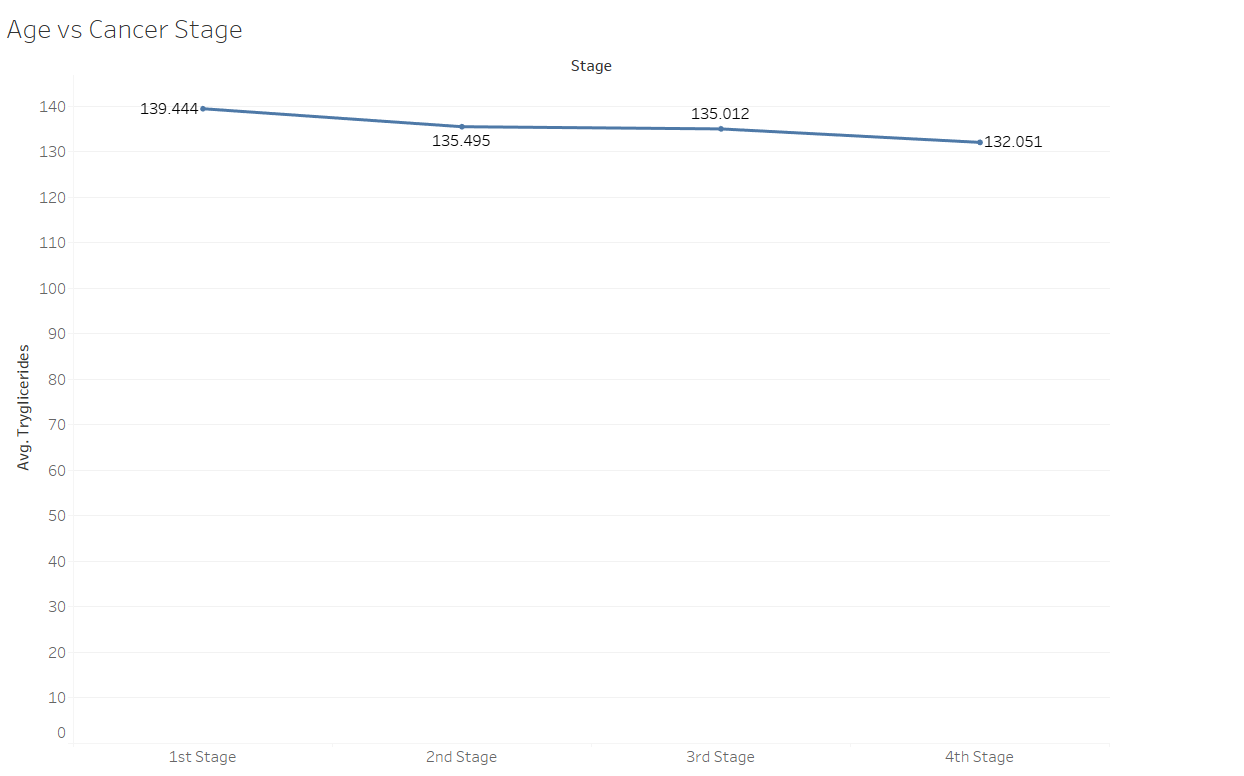 Age vs Cancer Stage
Stage
Avg. Tryglicerides
140
130
120
110
100
90
80
70
60
50
40
30
20
10
0
139.444
135.495
135.012
132.051
1st Stage
2nd Stage
3rd Stage
4th Stage